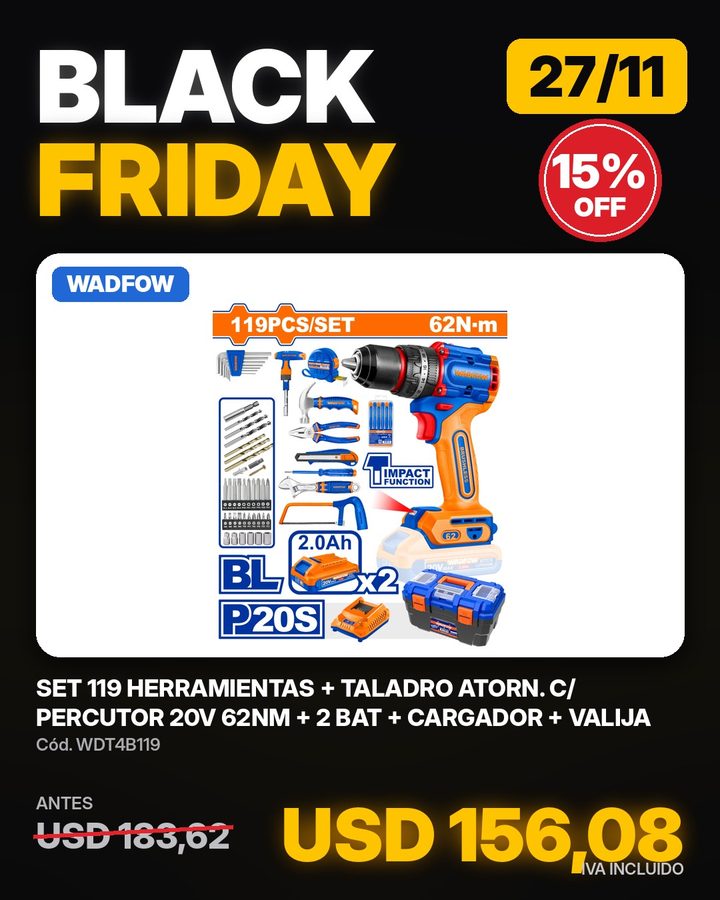 BLACK
FRIDAY
27/11
15%
OFF
WADFOW
119PCS/SET
62N·m
IMPACT
FUNCTION
62
2.0Ah
BL
x2
P20S
SET 119 HERRAMIENTAS + TALADRO ATORN. C/
PERCUTOR 20V 62NM + 2 BAT + CARGADOR + VALIJA
Cód. WDT4B119
ANTES
USD 183,62
USD 156,08
IVA INCLUIDO